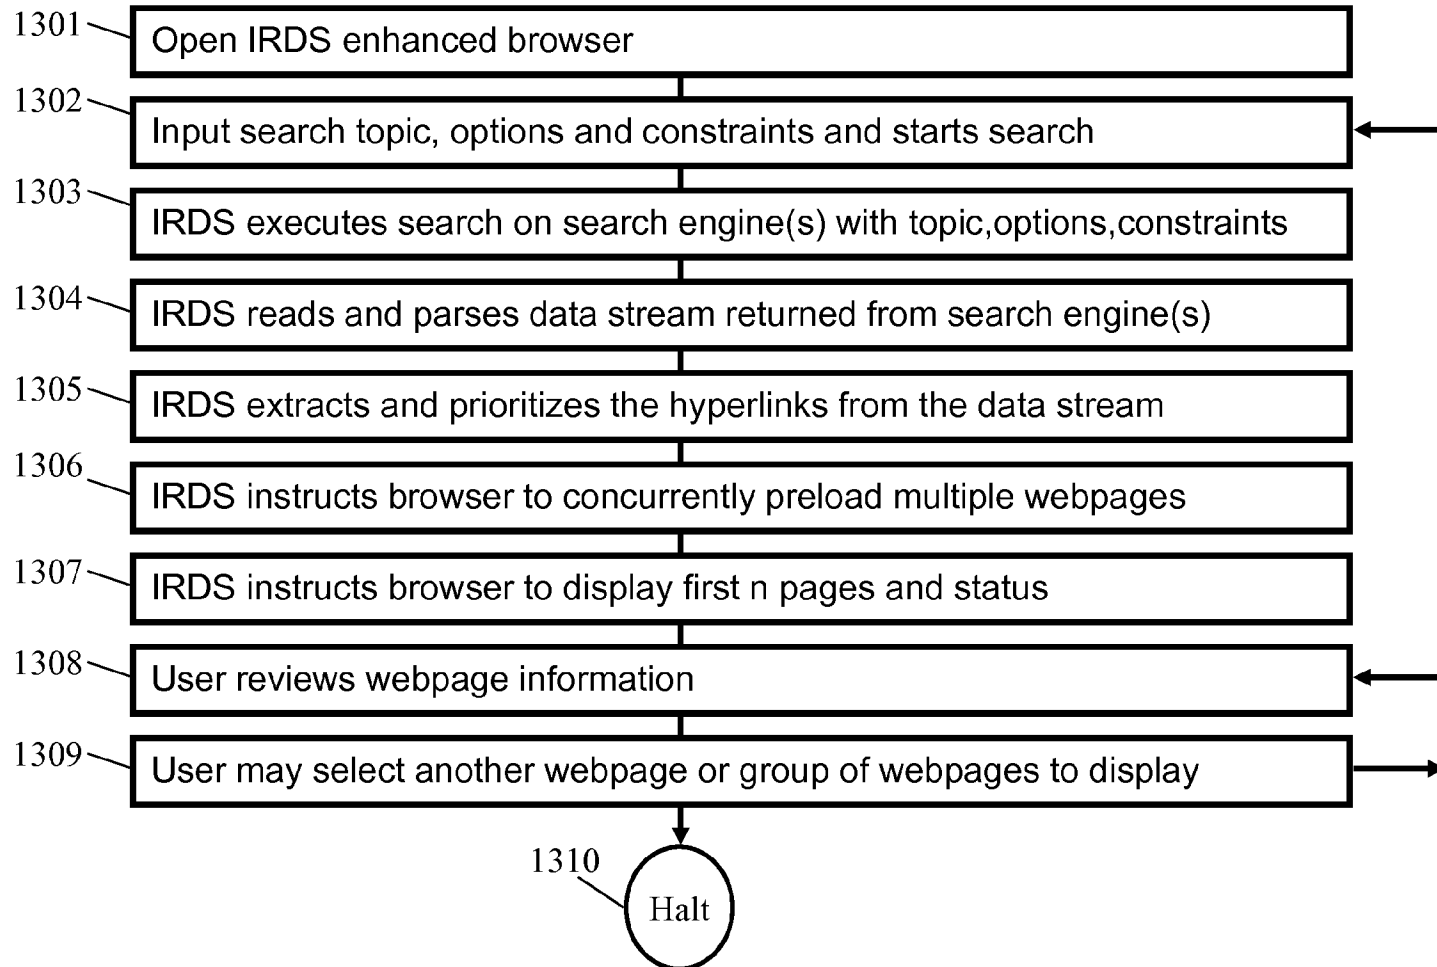 1301
Open IRDS enhanced browser
1302
Input search topic, options and constraints and starts search
1303
IRDS executes search on search engine(s) with topic,options,constraints
1304
IRDS reads and parses data stream returned from search engine(s)
1305
IRDS extracts and prioritizes the hyperlinks from the data stream
1306
IRDS instructs browser to concurrently preload multiple webpages
1307
IRDS instructs browser to display first n pages and status
1308
User reviews webpage information
1309
User may select another webpage or group of webpages to display
1310
Halt